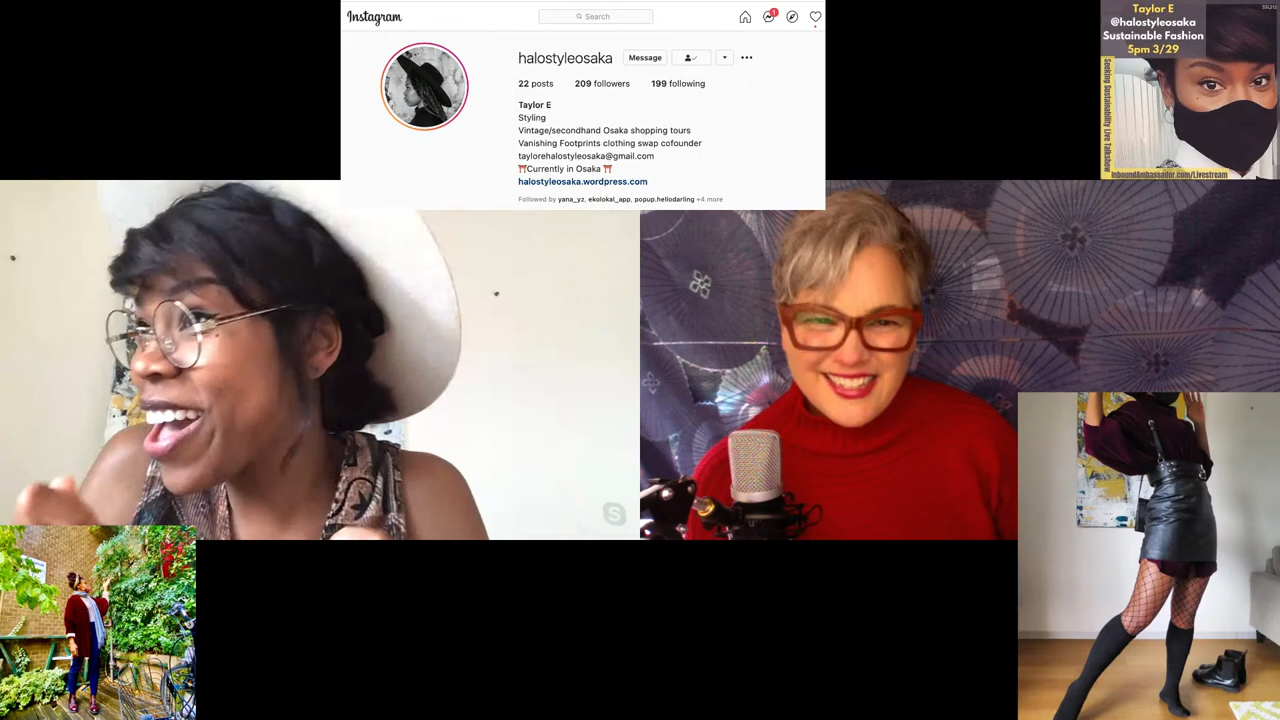 Instagram
Search
1
halostyleosaka
Message
22 posts 209 followers 199 following
Taylor E
Styling
Vintage/secondhand Osaka shopping tours
Vanishing Footprints clothing swap cofounder
taylorehalostyleosaka@gmail.com
⛩️Currently in Osaka ⛩️
halostyleosaka.wordpress.com
Followed by yana_yz, ekolokal_app, popup.hellodarling +4 more
Taylor E
@halostyleosaka
Sustainable Fashion
5pm 3/29
Seeking Sustainability Live Talkshow
InboundAmbassador.com/Livestream